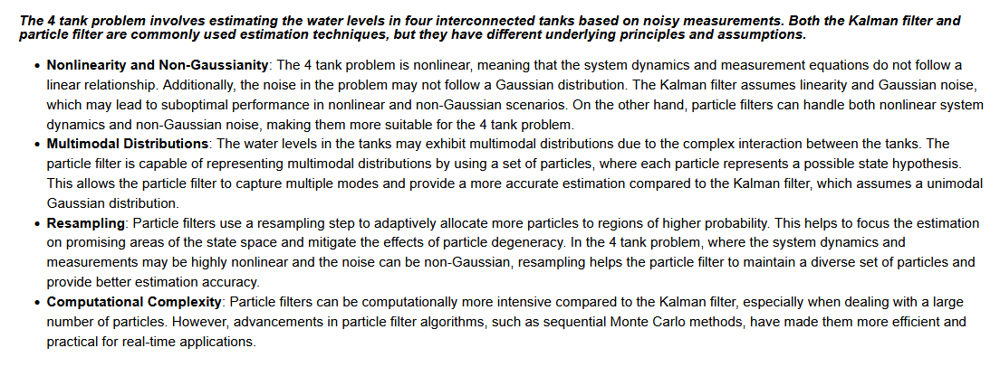 The 4 tank problem involves estimating the water levels in four interconnected tanks based on noisy measurements. Both the Kalman filter and
particle filter are commonly used estimation techniques, but they have different underlying principles and assumptions.
• Nonlinearity and Non-Gaussianity: The 4 tank problem is nonlinear, meaning that the system dynamics and measurement equations do not follow a
linear relationship. Additionally, the noise in the problem may not follow a Gaussian distribution. The Kalman filter assumes linearity and Gaussian noise,
which may lead to suboptimal performance in nonlinear and non-Gaussian scenarios. On the other hand, particle filters can handle both nonlinear system
dynamics and non-Gaussian noise, making them more suitable for the 4 tank problem.
• Multimodal Distributions: The water levels in the tanks may exhibit multimodal distributions due to the complex interaction between the tanks. The
particle filter is capable of representing multimodal distributions by using a set of particles, where each particle represents a possible state hypothesis.
This allows the particle filter to capture multiple modes and provide a more accurate estimation compared to the Kalman filter, which assumes a unimodal
Gaussian distribution.
• Resampling: Particle filters use a resampling step to adaptively allocate more particles to regions of higher probability. This helps to focus the estimation
on promising areas of the state space and mitigate the effects of particle degeneracy. In the 4 tank problem, where the system dynamics and
measurements may be highly nonlinear and the noise can be non-Gaussian, resampling helps the particle filter to maintain a diverse set of particles and
provide better estimation accuracy.
• Computational Complexity: Particle filters can be computationally more intensive compared to the Kalman filter, especially when dealing with a large
number of particles. However, advancements in particle filter algorithms, such as sequential Monte Carlo methods, have made them more efficient and
practical for real-time applications.